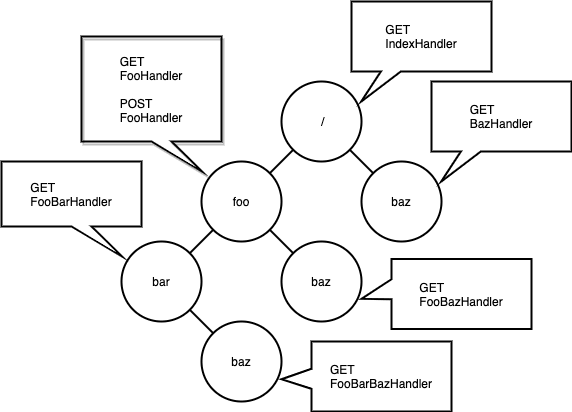 GET
IndexHandler
GET
FooHandler
POST
FooHandler
/
GET
BazHandler
GET
FooBarHandler
foo
baz
bar
baz
GET
FooBazHandler
baz
GET
FooBarBazHandler